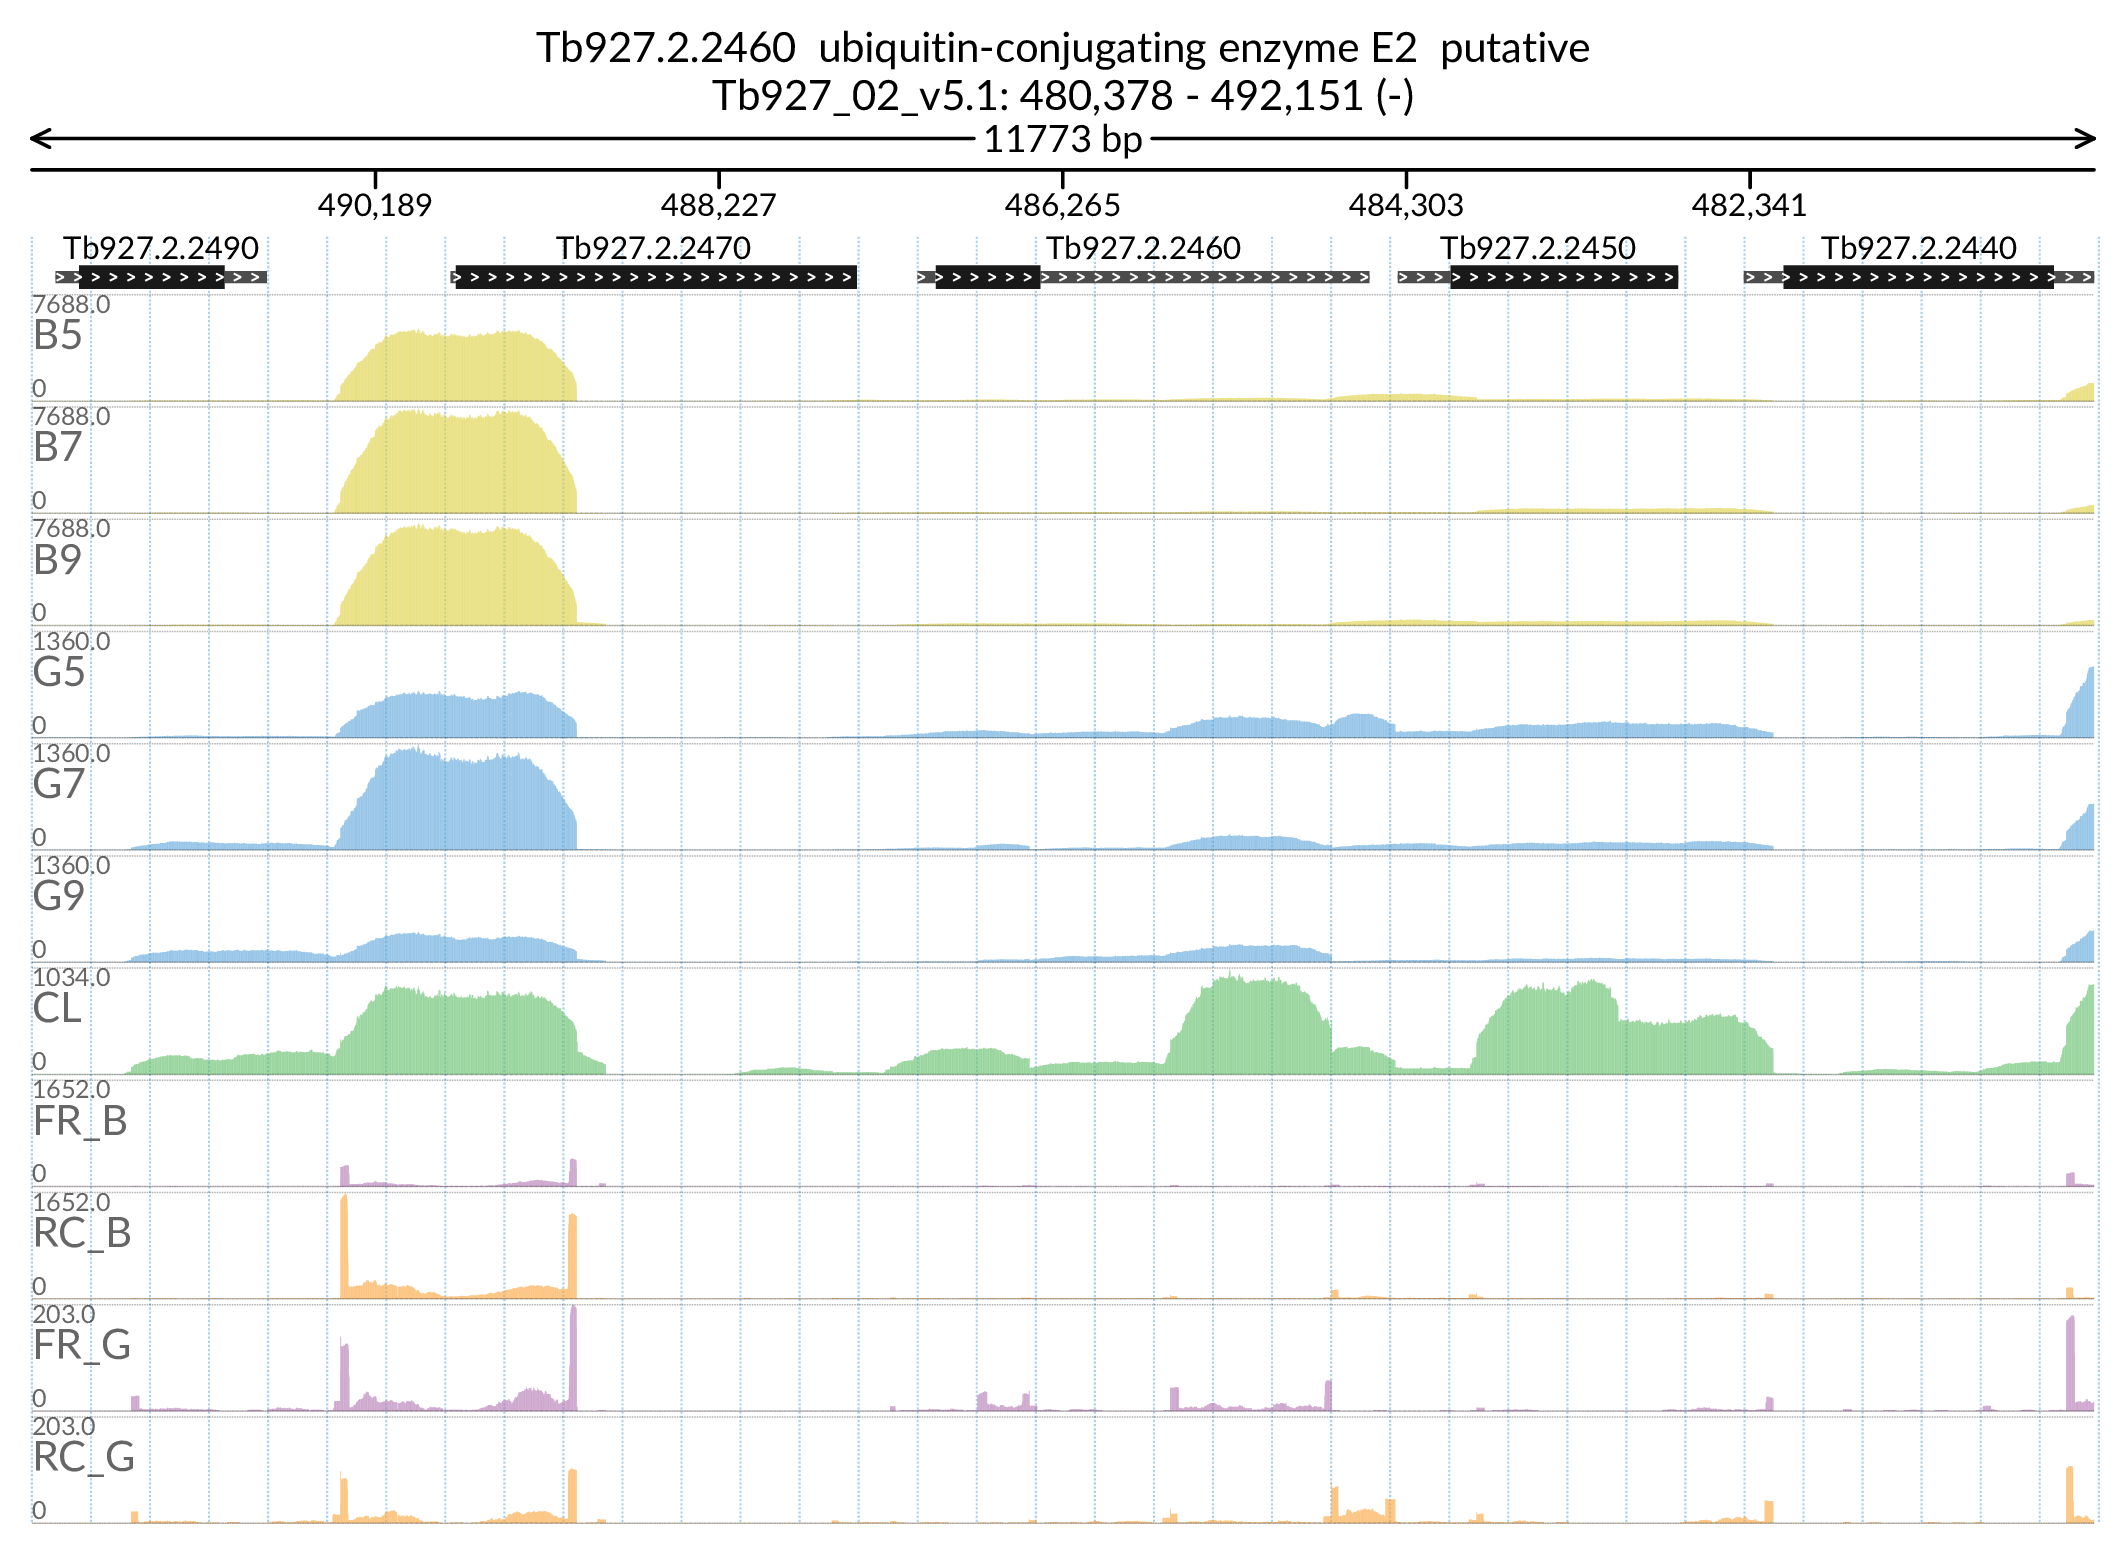 Tb927.2.2460  ubiquitin-conjugating enzyme E2  putative
Tb927_02_v5.1: 480,378 - 492,151 (-)
11773 bp
490,189 488,227 486,265 484,303 482,341
Tb927.2.2490 Tb927.2.2470 Tb927.2.2460 Tb927.2.2450 Tb927.2.2440
7688.0
B5
0
7688.0
B7
0
7688.0
B9
0
1360.0
G5
0
1360.0
G7
0
1360.0
G9
0
1034.0
CL
0
1652.0
FR_B
0
1652.0
RC_B
0
203.0
FR_G
0
203.0
RC_G
0